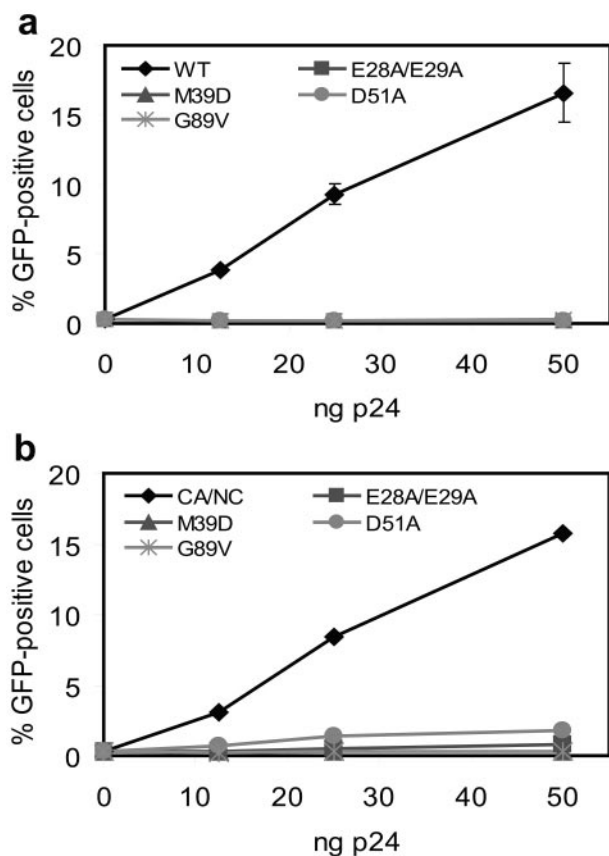 a
% GFP-positive cells
20
15
10
5
0
WT E28A/E29A
M39D D51A
G89V
0 10 20 30 40 50
ng p24
b
% GFP-positive cells
20
15
10
5
0
CA/NC E28A/E29A
M39D D51A
G89V
0 10 20 30 40 50
ng p24